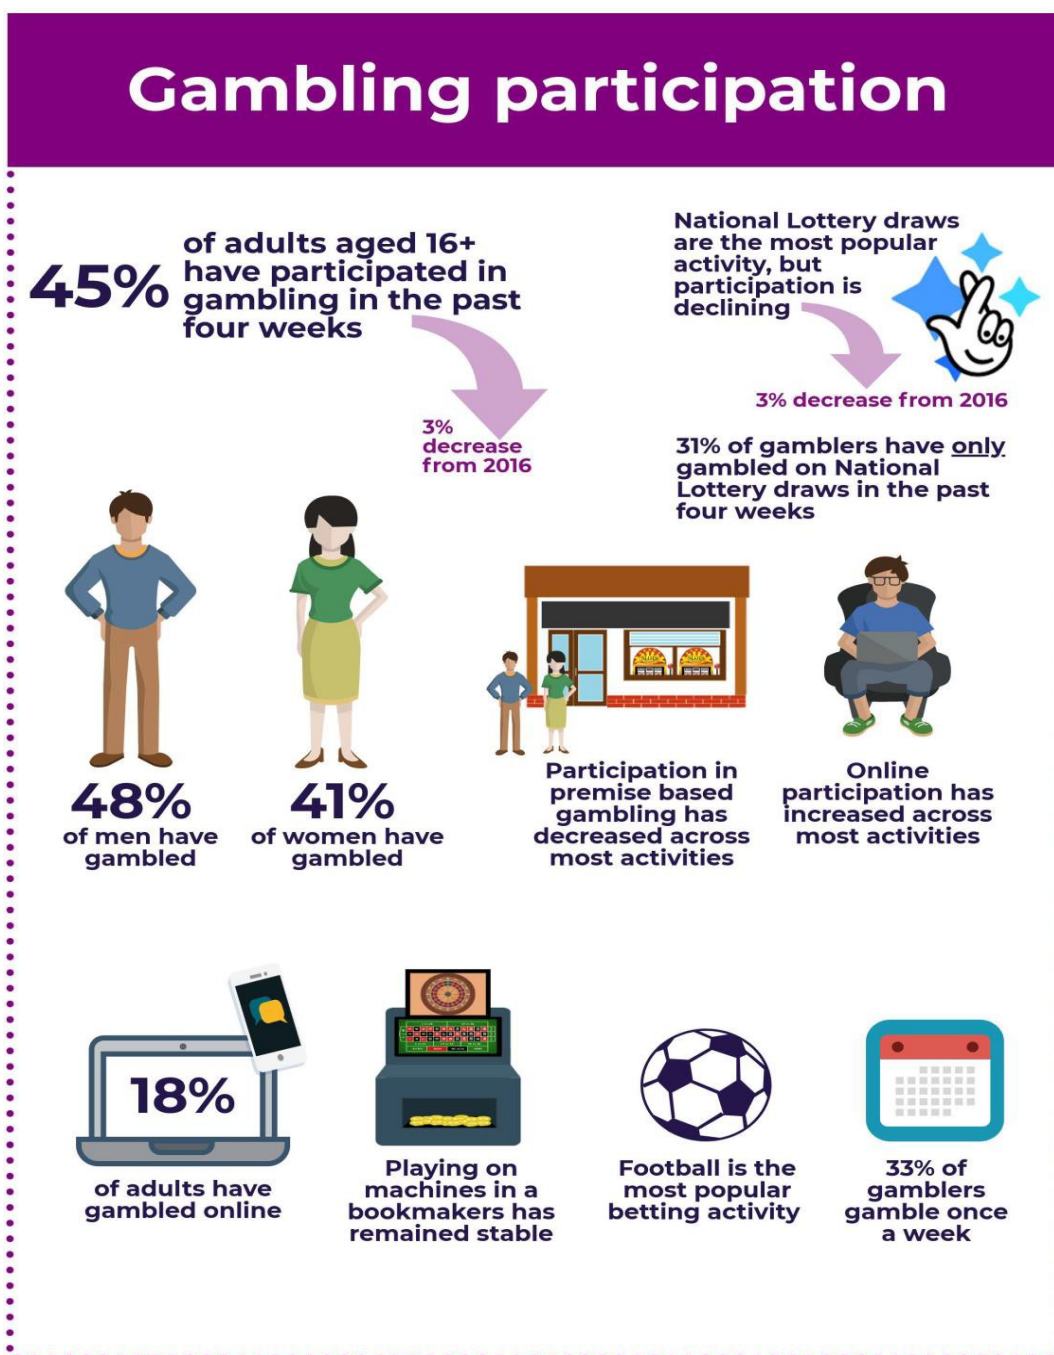 Gambling participation
45%
of adults aged 16+
have participated in
gambling in the past
four weeks
3%
decrease
from 2016
National Lottery draws
are the most popular
activity, but
participation is
declining
3% decrease from 2016
31% of gamblers have only
gambled on National
Lottery draws in the past
four weeks
48%
of men have
gambled
41%
of women have
gambled
Participation in
premise based
gambling has
decreased across
most activities
Online
participation has
increased across
most activities
18%
of adults have
gambled online
Playing on
machines in a
bookmakers has
remained stable
Football is the
most popular
betting activity
33% of
gamblers
gamble once
a week